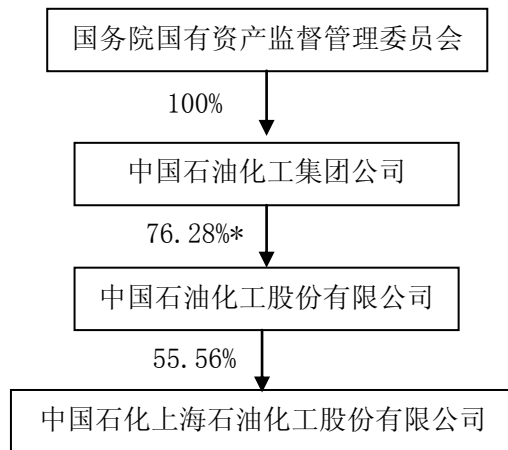 国务院国有资产监督管理委员会
100%
中国石油化工集团公司
76.28%*
中国石油化工股份有限公司
55.56%
中国石化上海石油化工股份有限公司